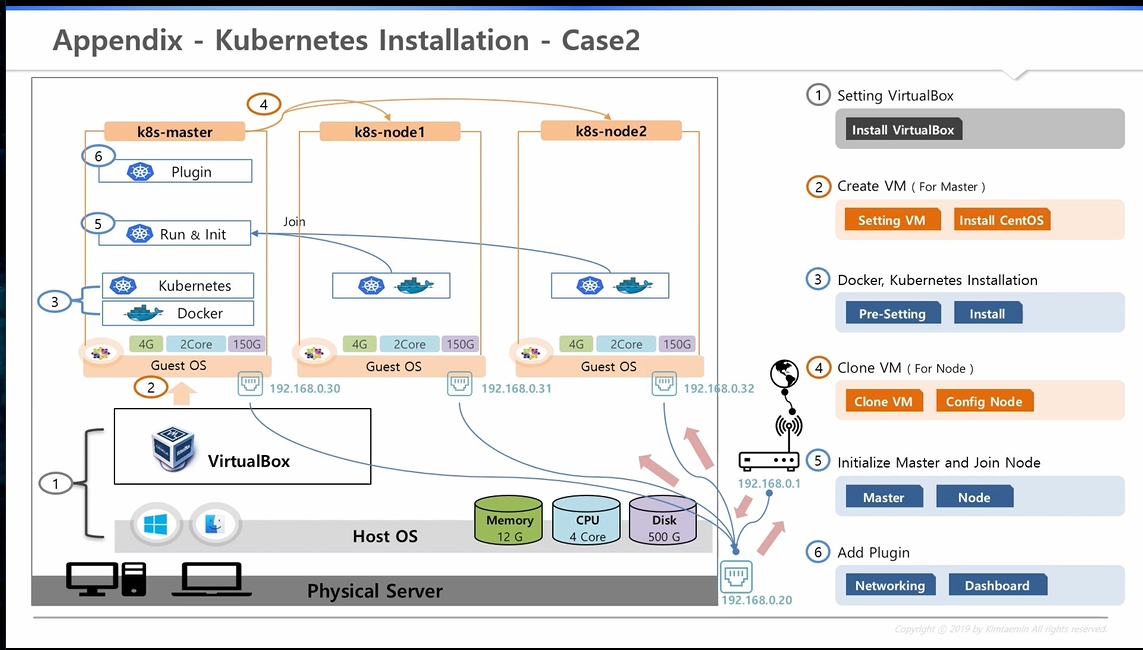 Appendix - Kubernetes Installation - Case2
4
k8s-master
k8s-node1
k8s-node2
6
Plugin
5
Run & Init
Join
3
Kubernetes
Docker
4G 2Core 150G
4G 2Core 150G
4G 2Core 150G
Guest OS
Guest OS
Guest OS
2
192.168.0.30
192.168.0.31
192.168.0.32
1
VirtualBox
192.168.0.1
Host OS
Memory
12 G
CPU
4 Core
Disk
500 G
Physical Server
192.168.0.20
1 Setting VirtualBox
Install VirtualBox
2 Create VM ( For Master )
Setting VM Install CentOS
3 Docker, Kubernetes Installation
Pre-Setting Install
4 Clone VM ( For Node )
Clone VM Config Node
5 Initialize Master and Join Node
Master Node
6 Add Plugin
Networking Dashboard
Copyright ⓒ 2019 by Kimtaemin All rights reserved.